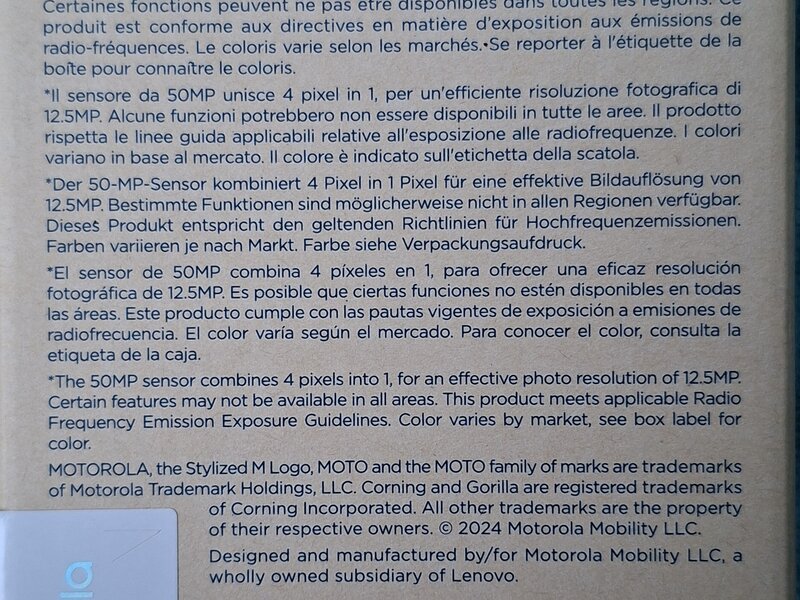 Certaines fonctions peuvent ne pas être disponibles dans toutes les régions. Ce
produit est conforme aux directives en matière d'exposition aux émissions de
radio-fréquences. Le coloris varie selon les marchés.•Se reporter à l'étiquette de la
boîte pour connaître le coloris.
*Il sensore da 50MP unisce 4 pixel in 1, per un'efficiente risoluzione fotografica di
12.5MP. Alcune funzioni potrebbero non essere disponibili in tutte le aree. Il prodotto
rispetta le linee guida applicabili relative all'esposizione alle radiofrequenze. I colori
variano in base al mercato. Il colore è indicato sull'etichetta della scatola.
*Der 50-MP-Sensor kombiniert 4 Pixel in 1 Pixel für eine effektive Bildauflösung von
12.5MP. Bestimmte Funktionen sind möglicherweise nicht in allen Regionen verfügbar.
Dieses Produkt entspricht den geltenden Richtlinien für Hochfrequenzemissionen.
Farben variieren je nach Markt. Farbe siehe Verpackungsaufdruck.
*El sensor de 50MP combina 4 píxeles en 1, para ofrecer una eficaz resolución
fotográfica de 12.5MP. Es posible que ciertas funciones no estén disponibles en todas
las áreas. Este producto cumple con las pautas vigentes de exposición a emisiones de
radiofrecuencia. El color varía según el mercado. Para conocer el color, consulta la
etiqueta de la caja.
*The 50MP sensor combines 4 pixels into 1, for an effective photo resolution of 12.5MP.
Certain features may not be available in all areas. This product meets applicable Radio
Frequency Emission Exposure Guidelines. Color varies by market, see box label for
color.
MOTOROLA, the Stylized M Logo, MOTO and the MOTO family of marks are trademarks
of Motorola Trademark Holdings, LLC. Corning and Gorilla are registered trademarks
of Corning Incorporated. All other trademarks are the property
of their respective owners. © 2024 Motorola Mobility LLC.
Designed and manufactured by/for Motorola Mobility LLC, a
wholly owned subsidiary of Lenovo.